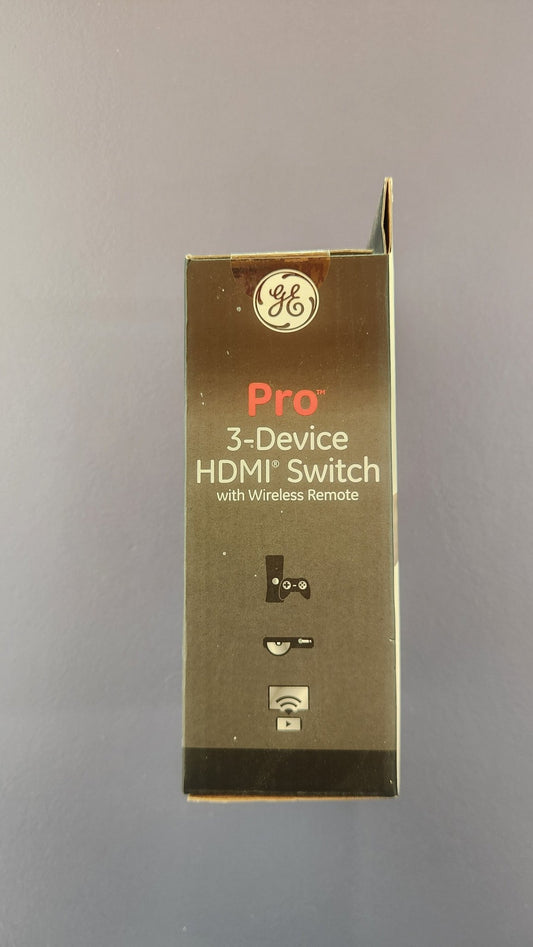 GE
Pro™
3-Device
HDMI® Switch
with Wireless Remote